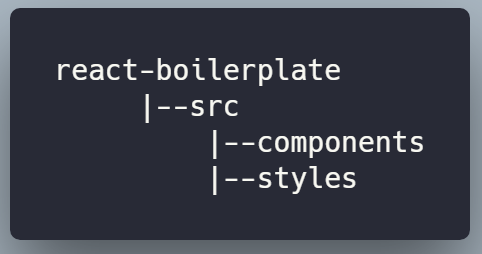 react-boilerplate
|--src
|--components
|--styles